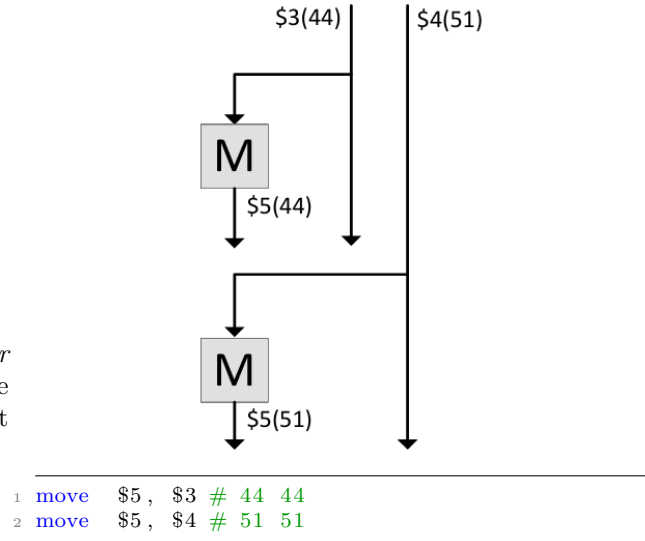 $3(44) $4(51)
M
$5(44)
M
r
e
t
$5(51)
1 move $5, $3 # 44 44
2 move $5, $4 # 51 51